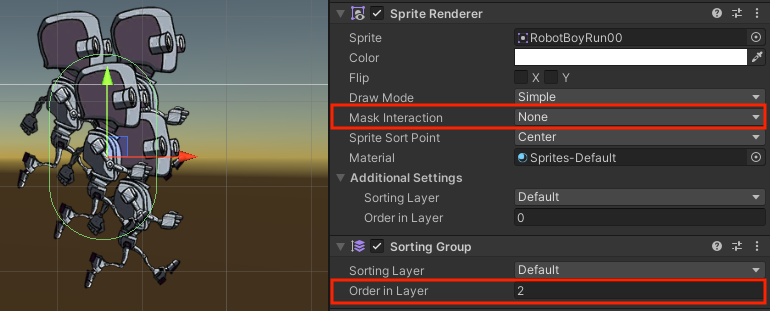 Sprite Renderer
Sprite RobotBoyRun00
Color
Flip X Y
Draw Mode Simple
Mask Interaction None
Sprite Sort Point Center
Material Sprites-Default
Additional Settings
Sorting Layer Default
Order in Layer 0
Sorting Group
Sorting Layer Default
Order in Layer 2